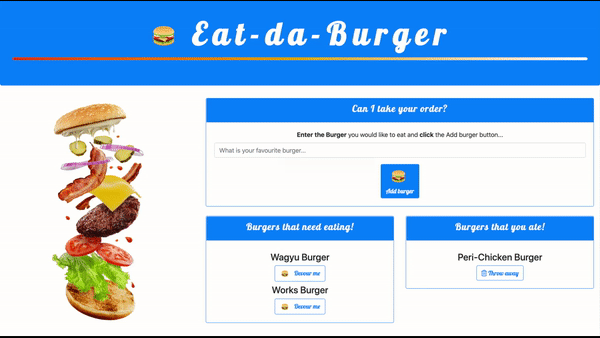 Eat-da-Burger
Can I take your order?
Enter the Burger you would like to eat and click the Add burger button...
What is your favourite burger...
Add burger
Burgers that need eating!
Wagyu Burger
Devour me
Works Burger
Devour me
Burgers that you ate!
Peri-Chicken Burger
Throw away